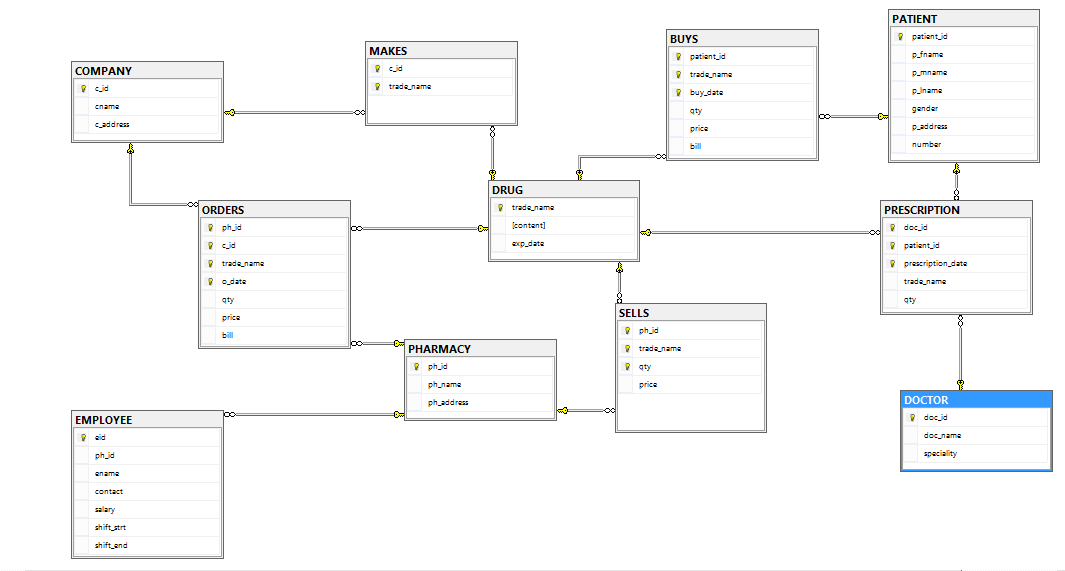 COMPANY
c_id
cname
c_address
MAKES
c_id
trade_name
BUYS
patient_id
trade_name
buy_date
qty
price
bill
PATIENT
patient_id
p_fname
p_mname
p_lname
gender
p_address
number
ORDERS
ph_id
c_id
trade_name
o_date
qty
price
bill
DRUG
trade_name
[content]
exp_date
PRESCRIPTION
doc_id
patient_id
prescription_date
trade_name
qty
SELLS
ph_id
trade_name
qty
price
PHARMACY
ph_id
ph_name
ph_address
EMPLOYEE
eid
ph_id
ename
contact
salary
shift_strt
shift_end
DOCTOR
doc_id
doc_name
speciality